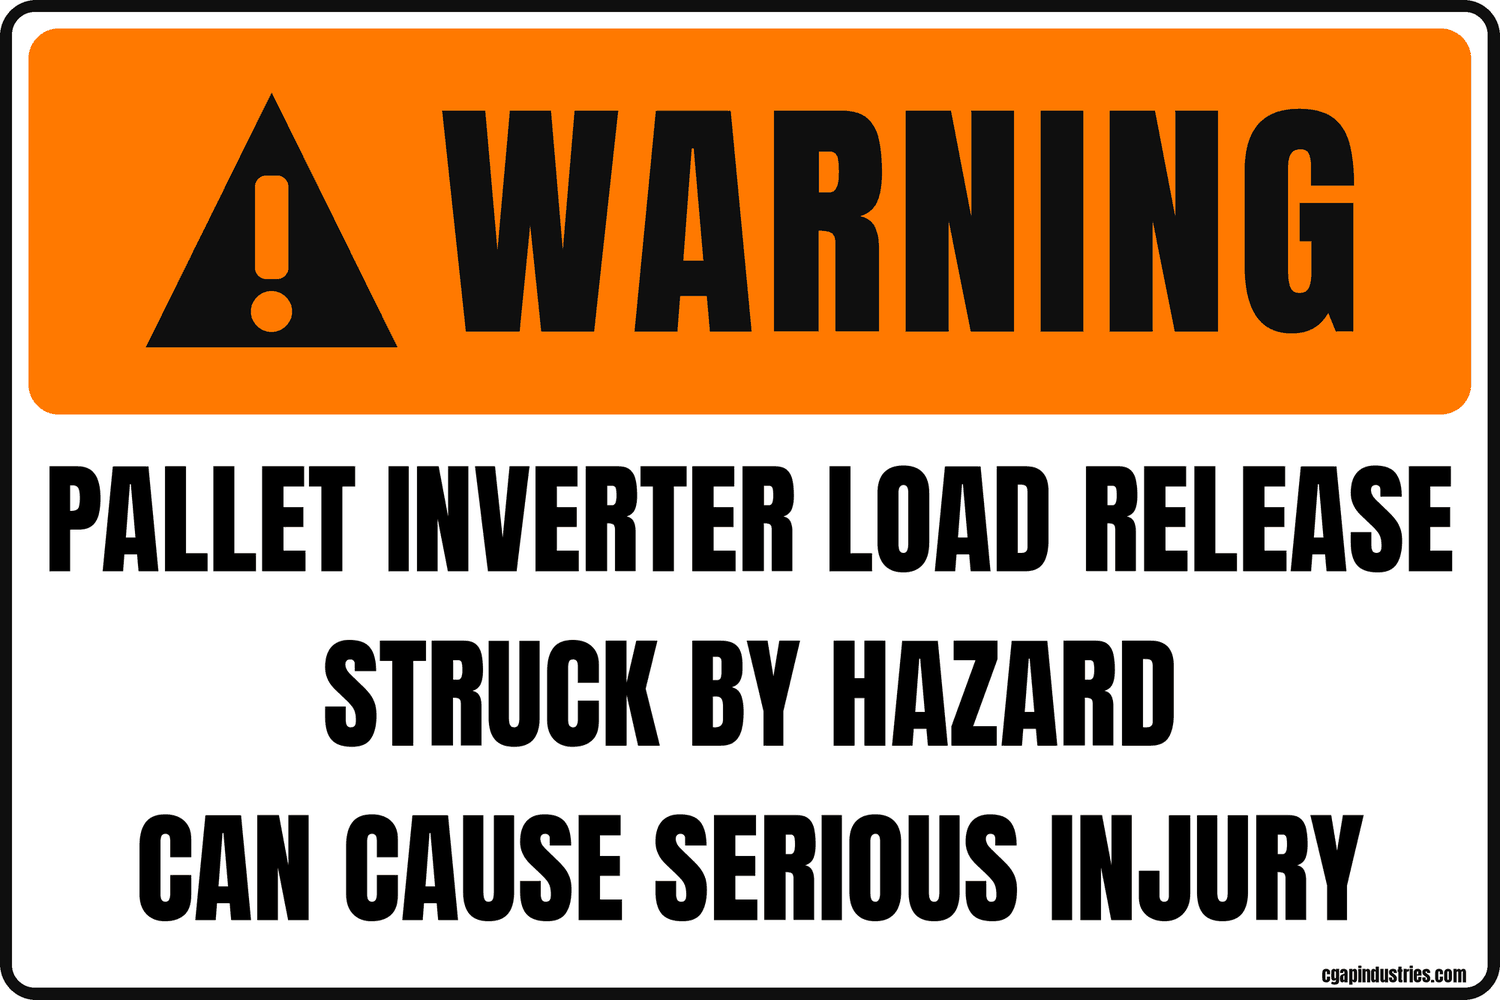 WARNING
PALLET INVERTER LOAD RELEASE
STRUCK BY HAZARD
CAN CAUSE SERIOUS INJURY
cgapindustries.com